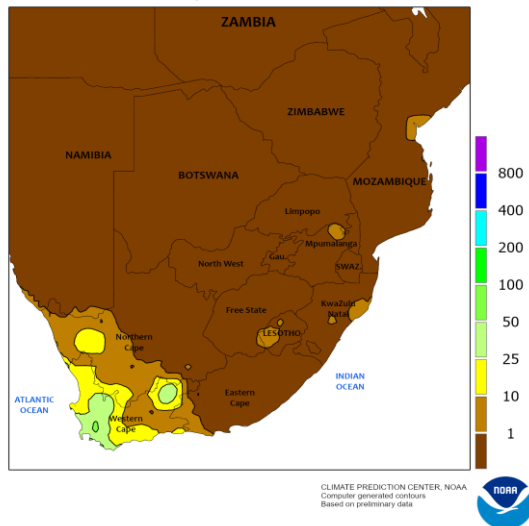 ZAMBIA
ZIMBABWE
NAMIBIA
BOTSWANA
MOZAMBIQUE
Limpopo
Mpumalanga
Gau.
North West
SWAZ.
Free State
KwaZulu
Natal
LESOTHO
Northern
Cape
Eastern
Cape
Western
Cape
ATLANTIC
OCEAN
INDIAN
OCEAN
800
400
200
100
50
25
10
1
CLIMATE PREDICTION CENTER, NOAA
Computer generated contours
Based on preliminary data
NOAA